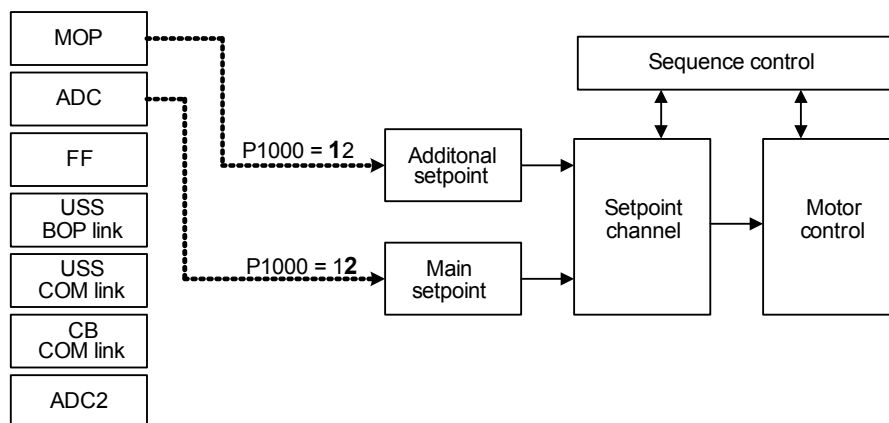 MOP
ADC
FF
USS
BOP link
USS
COM link
CB
COM link
ADC2
P1000 = 12
P1000 = 12
Additonal
setpoint
Main
setpoint
Sequence control
Setpoint
channel
Motor
control